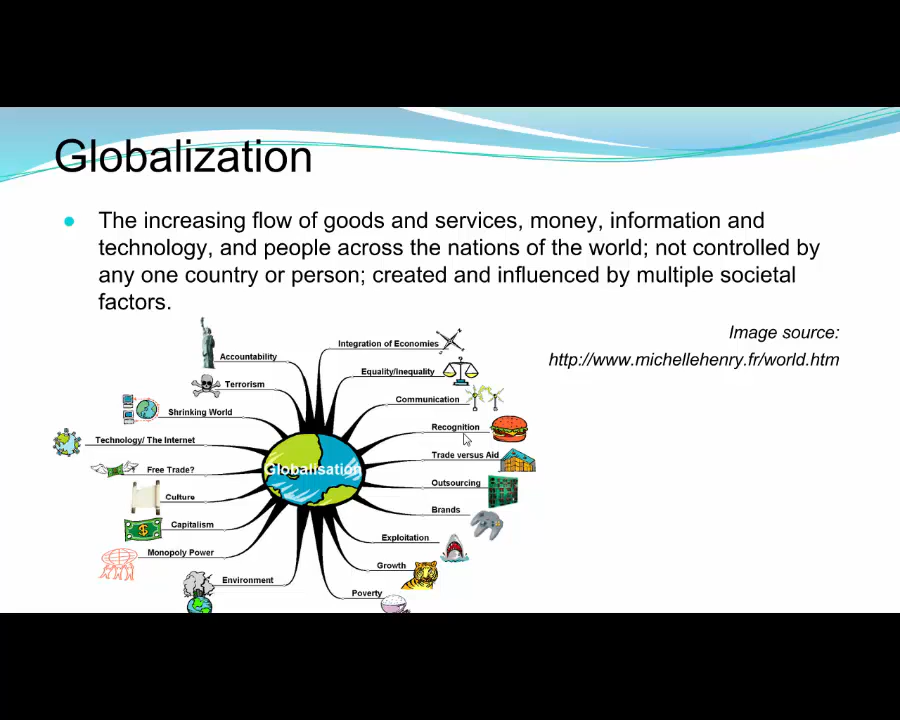 Globalization
The increasing flow of goods and services, money, information and
technology, and people across the nations of the world; not controlled by
any one country or person; created and influenced by multiple societal
factors.
Image source:
http://www.michellehenry.fr/world.htm
Accountability
Terrorism
Shrinking World
Technology/ The Internet
Free Trade?
Culture
Capitalism
Monopoly Power
Environment
Globalisation
Integration of Economies
Equality/Inequality
Communication
Recognition
Trade versus Aid
Outsourcing
Brands
Exploitation
Growth
Poverty